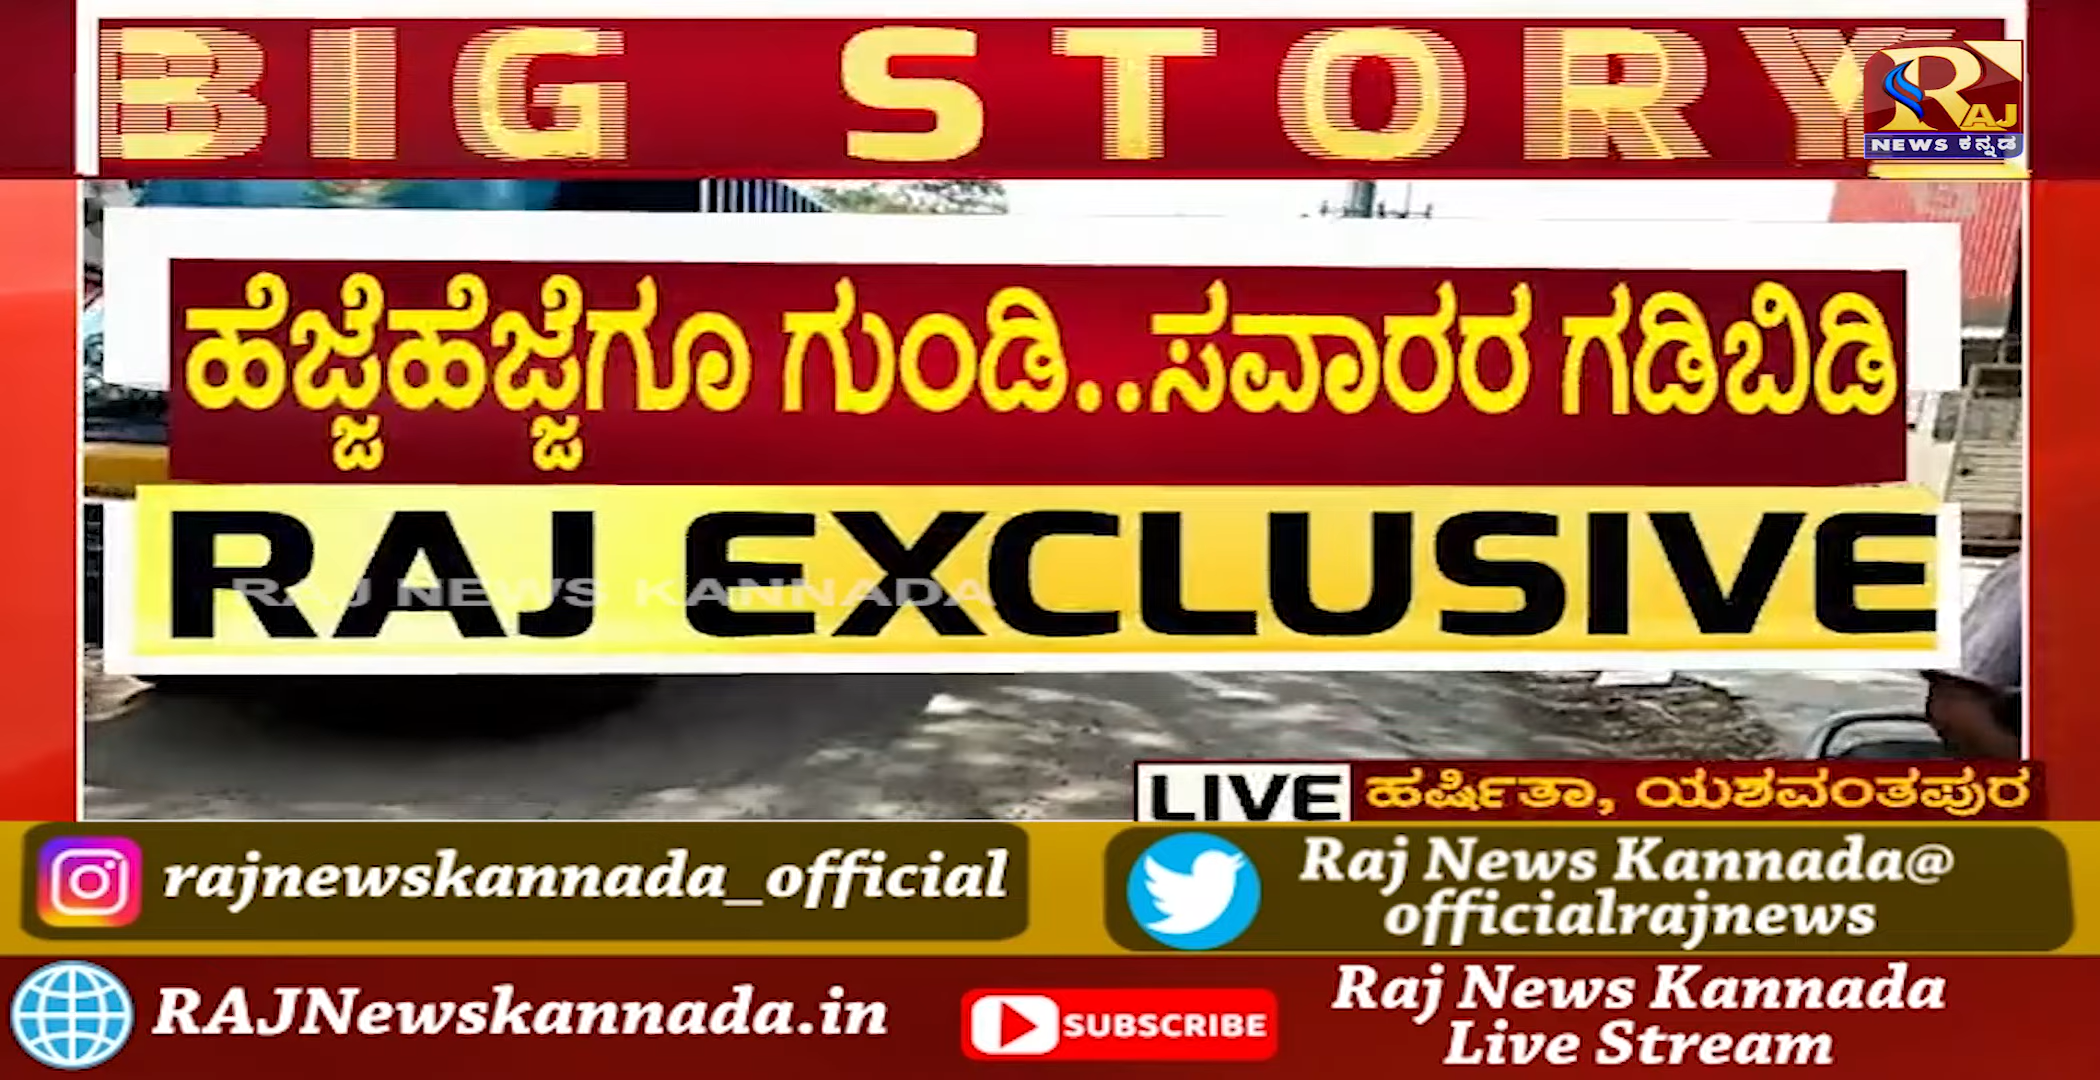 BIG STORY
RAJ
NEWS ಕನ್ನಡ
ಹೆಜ್ಜೆಹೆಜ್ಜೆಗೂ ಗುಂಡಿ..ಸವಾರರ ಗಡಿಬಿಡಿ
RAJ EXCLUSIVE
RAJ NEWS KANNADA
LIVE ಹರ್ಷಿತಾ, ಯಶವಂತಪುರ
rajnewskannada_official
Raj News Kannada@
officialrajnews
RAJNewskannada.in
SUBSCRIBE
Raj News Kannada
Live Stream